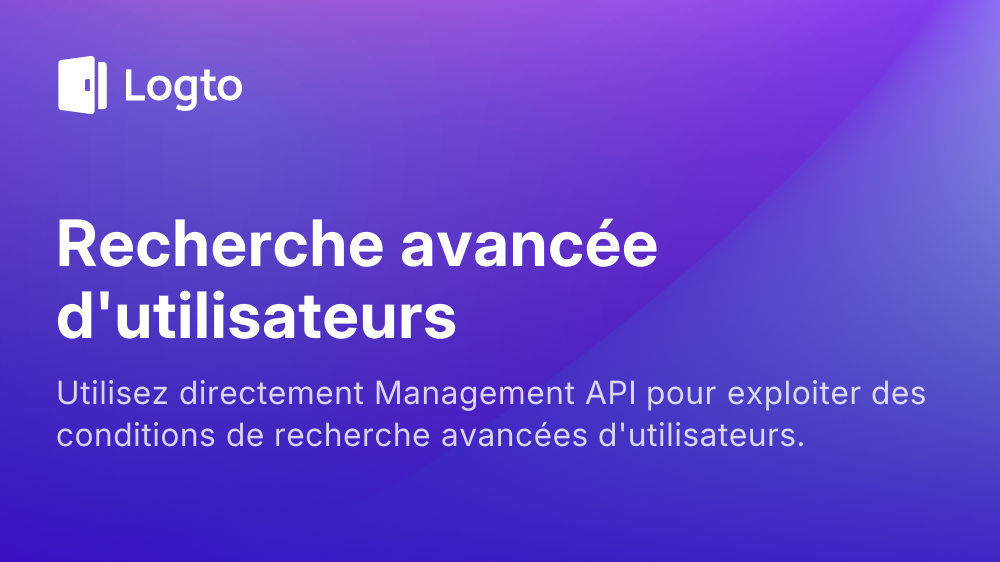 Logto
Recherche avancée
d'utilisateurs
Utilisez directement Management API pour exploiter des
conditions de recherche avancées d'utilisateurs.